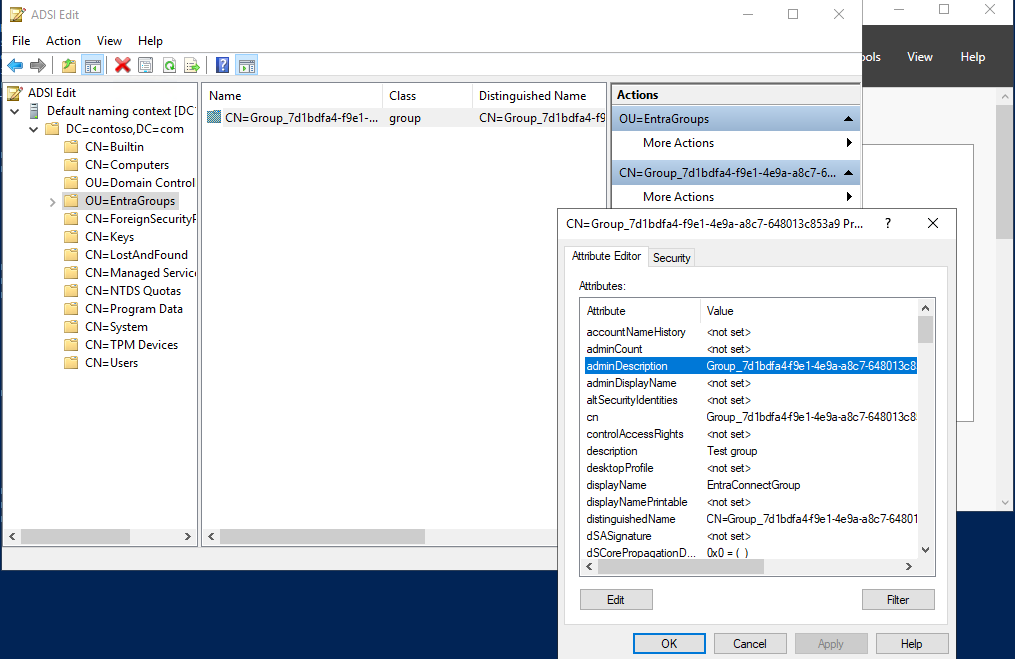 ADSI Edit
File Action View Help
ools View Help
ADSI Edit
Default naming context [DC
DC=contoso,DC=com
CN=Builtin
CN=Computers
OU=Domain Control
OU=EntraGroups
CN=ForeignSecurityF
CN=Keys
CN=LostAndFound
CN=Managed Service
CN=NTDS Quotas
CN=Program Data
CN=System
CN=TPM Devices
CN=Users
Name Class Distinguished Name
CN=Group_7d1bdfa4-f9e1-... group CN=Group_7d1bdfa4-f9
Actions
OU=EntraGroups
More Actions
CN=Group_7d1bdfa4-f9e1-4e9a-a8c7-6...
More Actions
CN=Group_7d1bdfa4-f9e1-4e9a-a8c7-648013c853a9 Pr... ?
Attribute Editor Security
Attributes:
Attribute Value
accountNameHistory <not set>
adminCount <not set>
adminDescription Group_7d1bdfa4-f9e1-4e9a-a8c7-648013c8
adminDisplayName <not set>
altSecurityIdentities <not set>
cn Group_7d1bdfa4-f9e1-4e9a-a8c7-648013c8
controlAccessRights <not set>
description Test group
desktopProfile <not set>
displayName EntraConnectGroup
displayNamePrintable <not set>
distinguishedName CN=Group_7d1bdfa4-f9e1-4e9a-a8c7-64801
dSASignature <not set>
dSCorePropagationD... 0x0 = ( )
Edit Filter
OK Cancel Apply Help